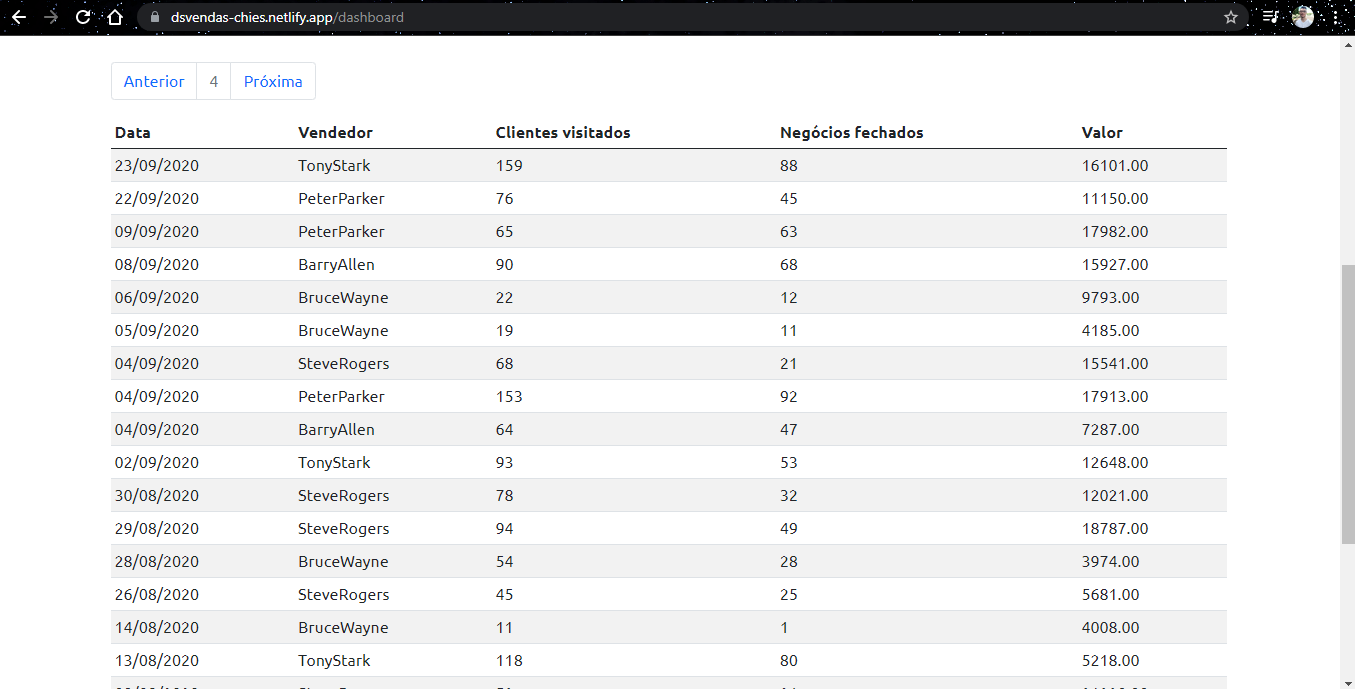 dsvendas-chies.netlify.app/dashboard
Anterior 4 Próxima
Data Vendedor Clientes visitados Negócios fechados Valor
23/09/2020 TonyStark 159 88 16101.00
22/09/2020 PeterParker 76 45 11150.00
09/09/2020 PeterParker 65 63 17982.00
08/09/2020 BarryAllen 90 68 15927.00
06/09/2020 BruceWayne 22 12 9793.00
05/09/2020 BruceWayne 19 11 4185.00
04/09/2020 SteveRogers 68 21 15541.00
04/09/2020 PeterParker 153 92 17913.00
04/09/2020 BarryAllen 64 47 7287.00
02/09/2020 TonyStark 93 53 12648.00
30/08/2020 SteveRogers 78 32 12021.00
29/08/2020 SteveRogers 94 49 18787.00
28/08/2020 BruceWayne 54 28 3974.00
26/08/2020 SteveRogers 45 25 5681.00
14/08/2020 BruceWayne 11 1 4008.00
13/08/2020 TonyStark 118 80 5218.00